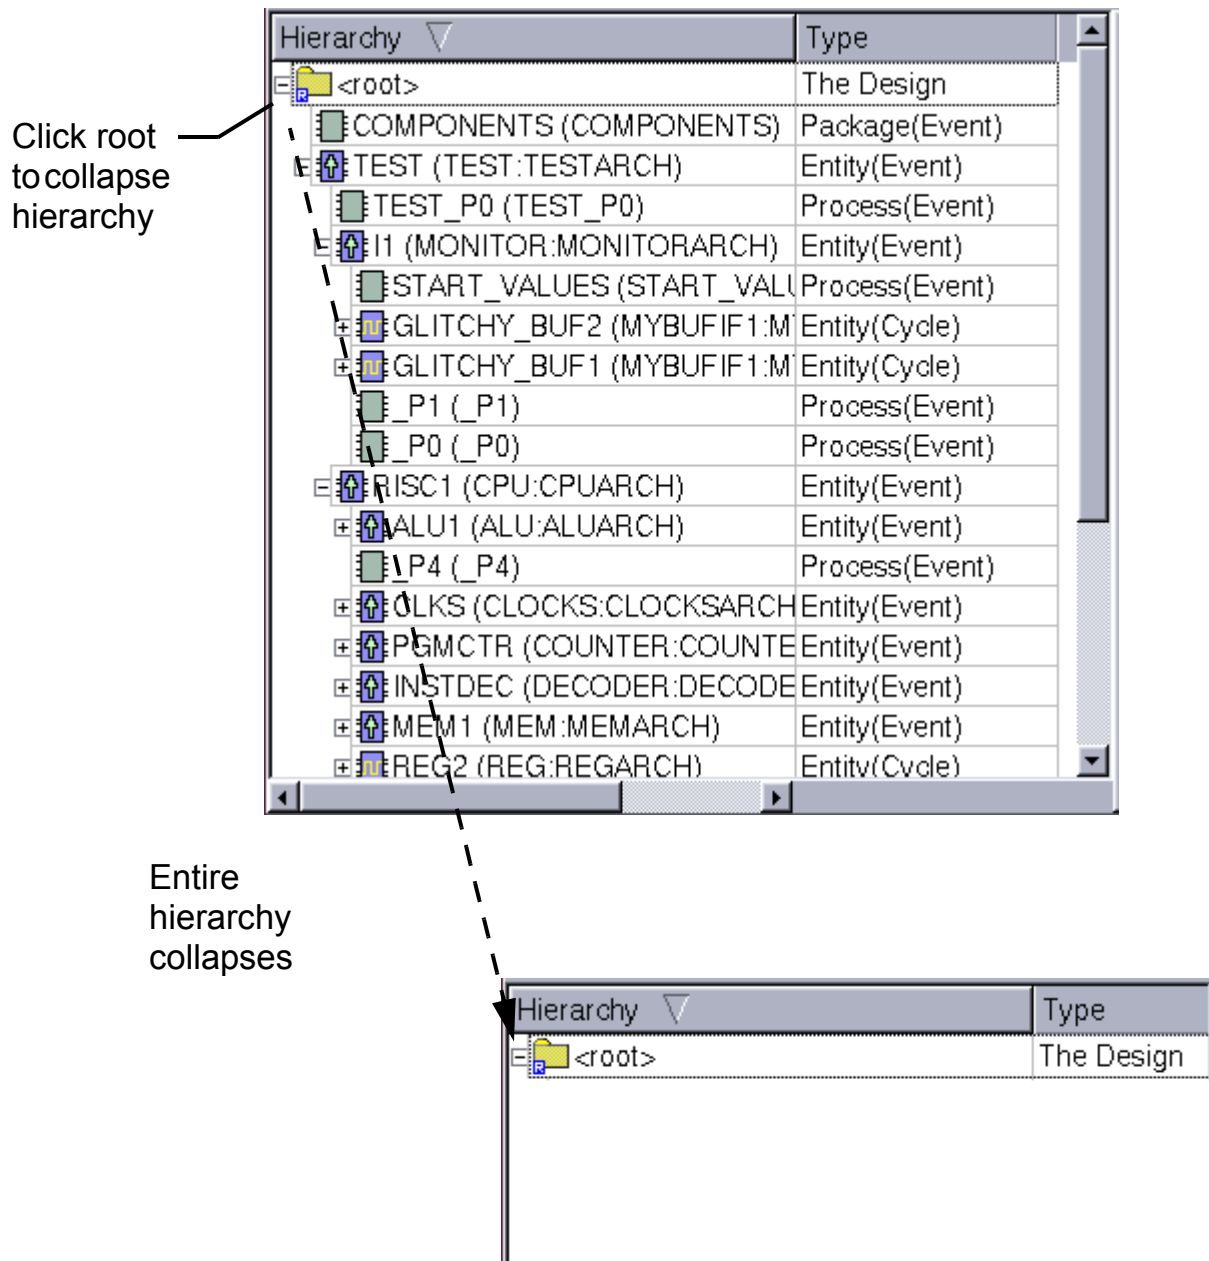 Hierarchy Type
<root> The Design
COMPONENTS (COMPONENTS) Package(Event)
TEST (TEST:TESTARCH) Entity(Event)
TEST_P0 (TEST_P0) Process(Event)
I1 (MONITOR:MONITORARCH) Entity(Event)
START_VALUES (START_VALU Process(Event)
GLITCHY_BUF2 (MYBUFIF1:M Entity(Cycle)
GLITCHY_BUF1 (MYBUFIF1:M Entity(Cycle)
_P1 (_P1) Process(Event)
_P0 (_P0) Process(Event)
RISC1 (CPU:CPUARCH) Entity(Event)
ALU1 (ALU:ALUARCH) Entity(Event)
_P4 (_P4) Process(Event)
CLKS (CLOCKS:CLOCKSARCH Entity(Event)
PGMCTR (COUNTER:COUNTE Entity(Event)
INSTDEC (DECODER:DECODE Entity(Event)
MEM1 (MEM:MEMARCH) Entity(Event)
REG2 (REG:REGARCH) Entity(Cycle)
Click root
to collapse
hierarchy
Entire
hierarchy
collapses
Hierarchy Type
<root> The Design